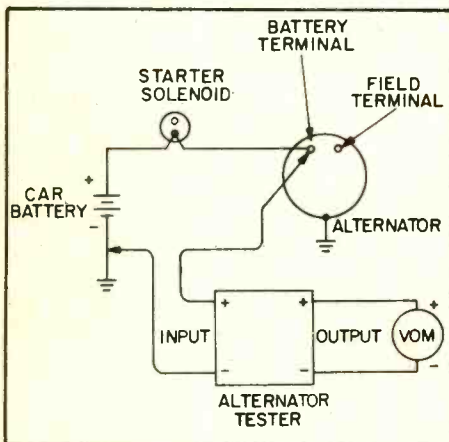 BATTERY
TERMINAL
STARTER
SOLENOID
FIELD
TERMINAL
+
CAR
BATTERY
-
ALTERNATOR
+ +
+
INPUT
OUTPUT
VOM
- -
-
ALTERNATOR
TESTER